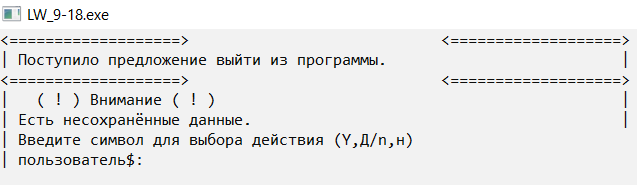 LW_9-18.exe
<==================> <==================>
| Поступило предложение выйти из программы. |
<==================> <==================>
| ( ! ) Внимание ( ! ) |
| Есть несохранённые данные. |
| Введите символ для выбора действия (Y,Д/n,н)
| пользователь$: